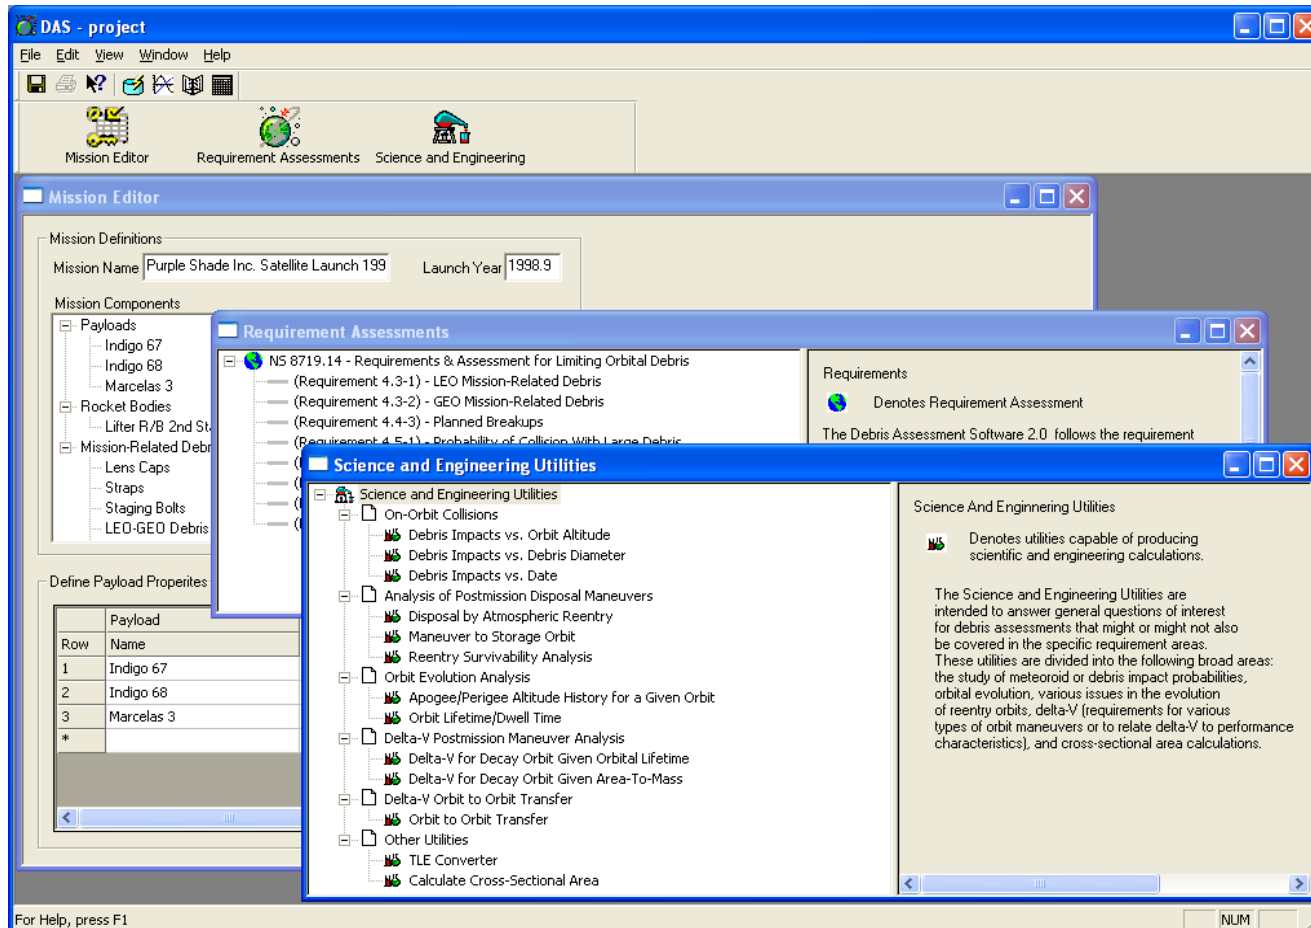 DAS - project
File Edit View Window Help
Mission Editor Requirement Assessments Science and Engineering
Mission Editor
Mission Definitions
Mission Name Purple Shade Inc. Satellite Launch 199 Launch Year 1998.9
Mission Components
Payloads
Indigo 67
Indigo 68
Marcelas 3
Rocket Bodies
Lifter R/B 2nd St
Mission-Related Debr
Lens Caps
Straps
Staging Bolts
LEO-GEO Debris
Define Payload Properites
Payload
Row Name
1 Indigo 67
2 Indigo 68
3 Marcelas 3
*
Requirement Assessments
NS 8719.14 - Requirements & Assessment for Limiting Orbital Debris
(Requirement 4.3-1) - LEO Mission-Related Debris
(Requirement 4.3-2) - GEO Mission-Related Debris
(Requirement 4.4-3) - Planned Breakups
(Requirement 4.5-1) - Probability of Collision With Large Debris
Requirements
Denotes Requirement Assessment
The Debris Assessment Software 2.0 follows the requirement
Science and Engineering Utilities
Science and Engineering Utilities
On-Orbit Collisions
Debris Impacts vs. Orbit Altitude
Debris Impacts vs. Debris Diameter
Debris Impacts vs. Date
Analysis of Postmission Disposal Maneuvers
Disposal by Atmospheric Reentry
Maneuver to Storage Orbit
Reentry Survivability Analysis
Orbit Evolution Analysis
Apogee/Perigee Altitude History for a Given Orbit
Orbit Lifetime/Dwell Time
Delta-V Postmission Maneuver Analysis
Delta-V for Decay Orbit Given Orbital Lifetime
Delta-V for Decay Orbit Given Area-To-Mass
Delta-V Orbit to Orbit Transfer
Orbit to Orbit Transfer
Other Utilities
TLE Converter
Calculate Cross-Sectional Area
Science And Enginnering Utilities
Denotes utilities capable of producing
scientific and engineering calculations.
The Science and Engineering Utilities are
intended to answer general questions of interest
for debris assessments that might or might not also
be covered in the specific requirement areas.
These utilities are divided into the following broad areas:
the study of meteoroid or debris impact probabilities,
orbital evolution, various issues in the evolution
of reentry orbits, delta-V (requirements for various
types of orbit maneuvers or to relate delta-V to performance
characteristics), and cross-sectional area calculations.
For Help, press F1
NUM